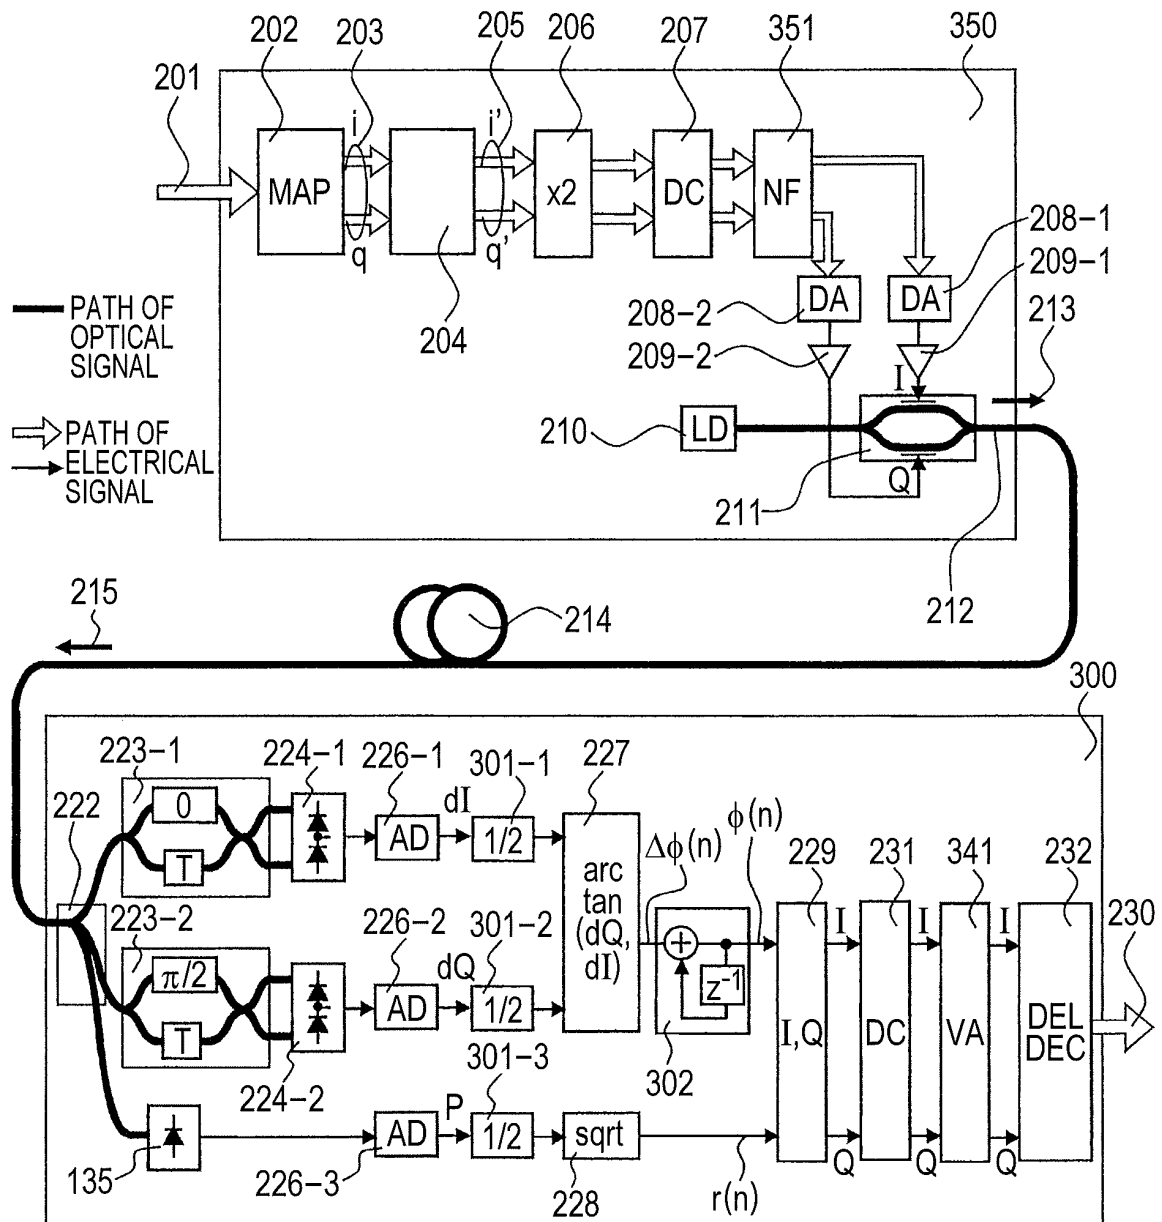 202 203 205 206 207 351 350
201
i i'
MAP x2 DC NF
q q'
208-1
209-1
DA DA
208-2
204
209-2
213
PATH OF
OPTICAL
SIGNAL
I
210 LD
PATH OF
ELECTRICAL
SIGNAL
Q
211
212
215
214
300
223-1 224-1 226-1 301-1 227
222
0
dI
AD 1/2
T
ϕ(n)
Δϕ(n)
229 231 341 232
arc
tan
(dQ,
dI)
223-2 226-2 301-2
I I I
230
π/2
dQ
AD 1/2
z⁻¹
T
I,Q DC VA DEL
DEC
302
224-2 301-3
P
AD 1/2 sqrt
135 226-3 228
r(n)
Q Q Q